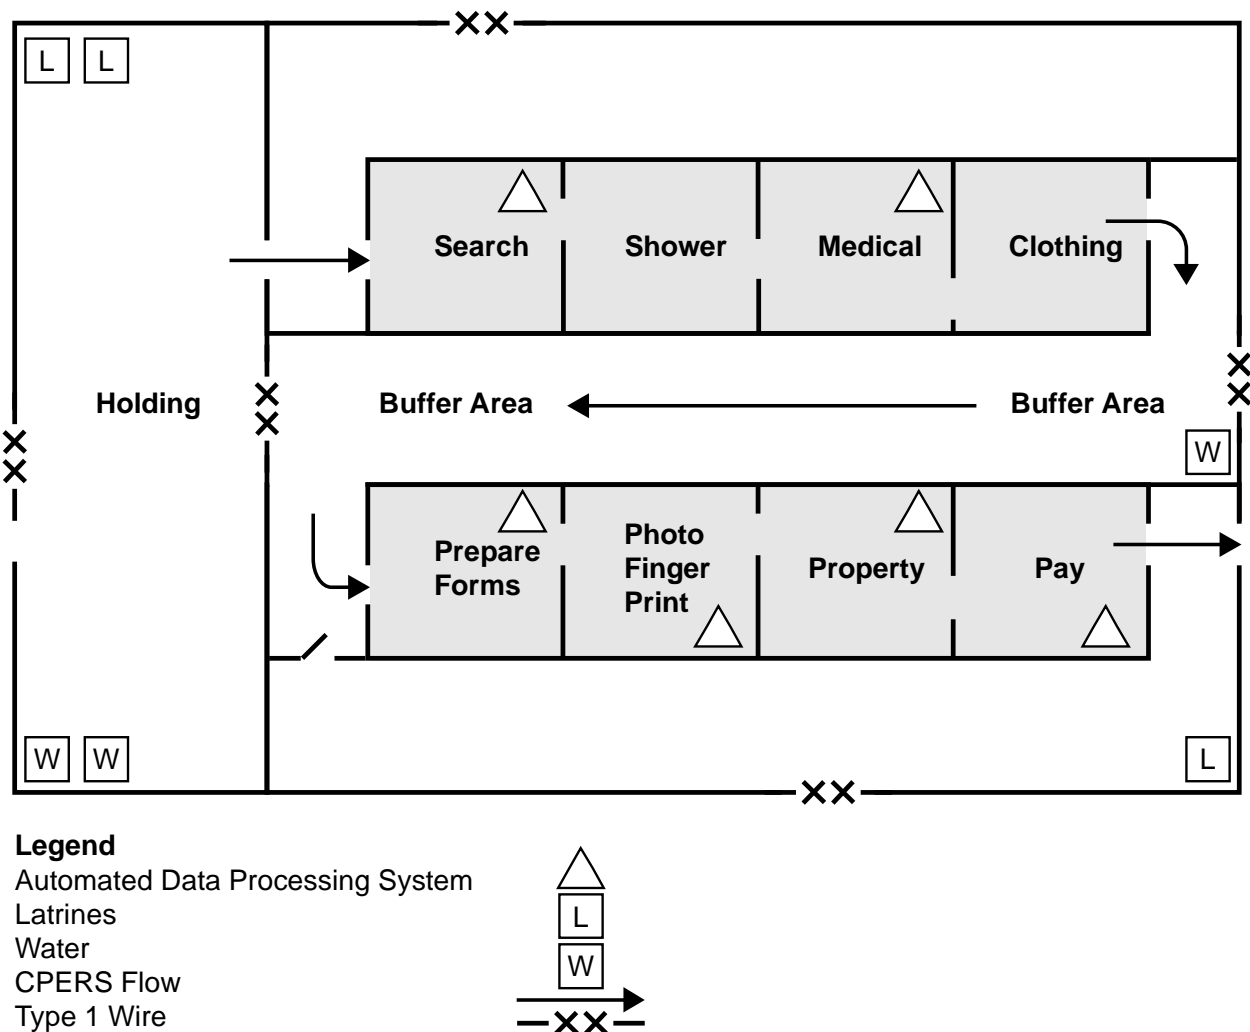 L L
Search
Shower
Medical
Clothing
Holding
Buffer Area
Buffer Area
W
Prepare
Forms
Photo
Finger
Print
Property
Pay
W W
L
Legend
Automated Data Processing System
Latrines
L
Water
W
CPERS Flow
Type 1 Wire